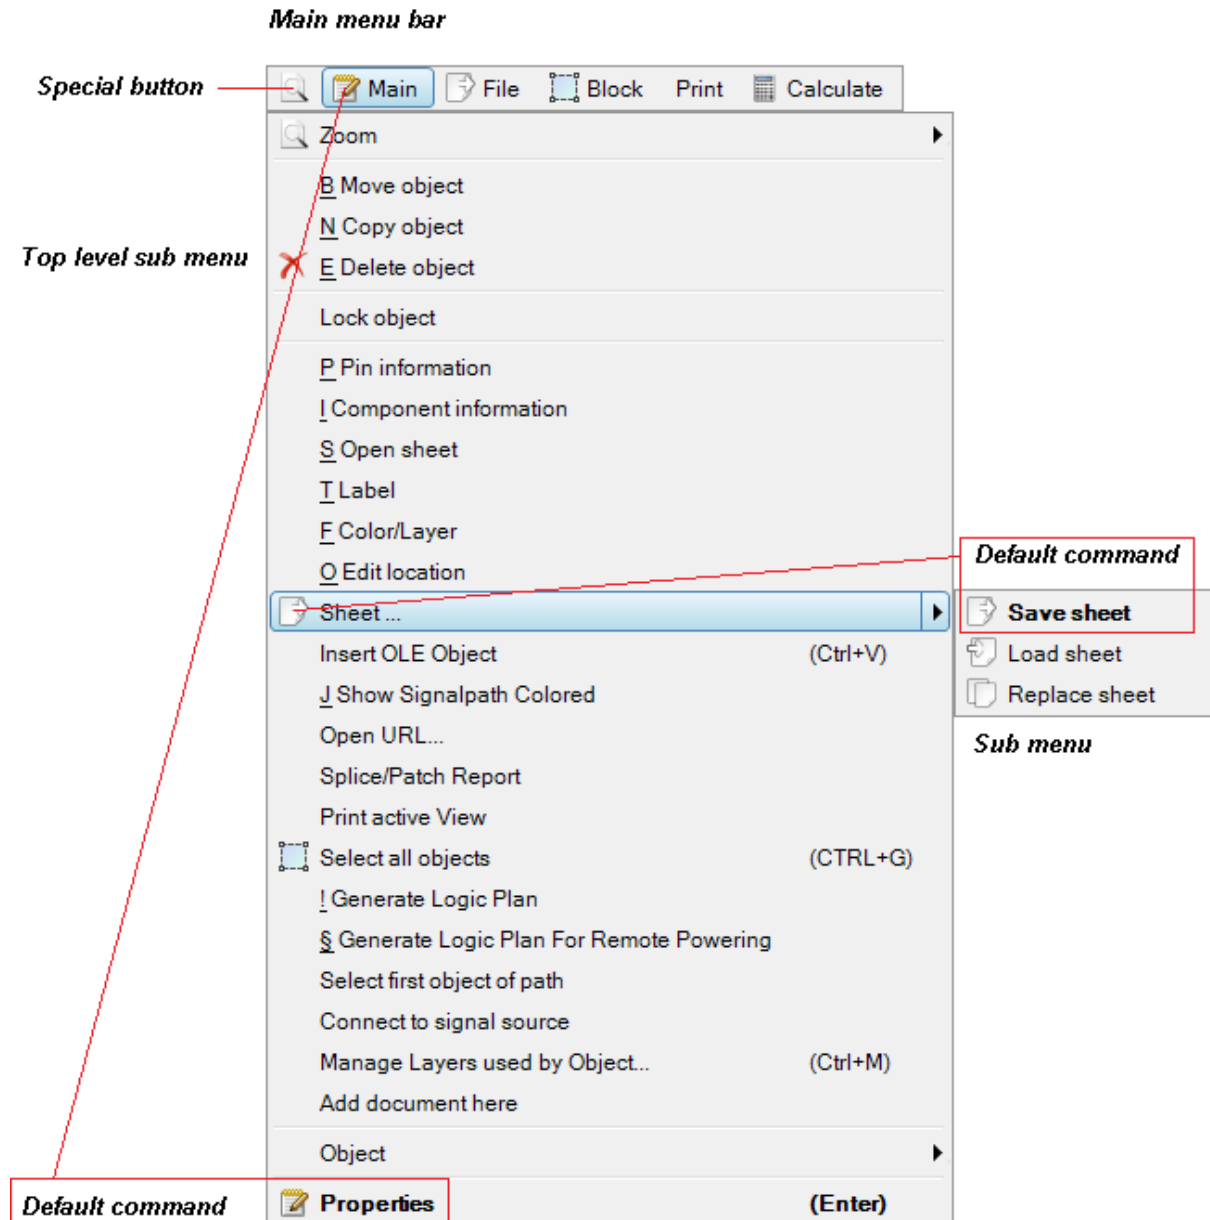 Main menu bar
Special button
Main File Block Print Calculate
Zoom
B Move object
N Copy object
Top level sub menu
E Delete object
Lock object
P Pin information
I Component information
S Open sheet
T Label
F Color/Layer
O Edit location
Default command
Sheet ...
Save sheet
Insert OLE Object (Ctrl+V)
Load sheet
J Show Signalpath Colored
Replace sheet
Open URL...
Sub menu
Splice/Patch Report
Print active View
Select all objects (CTRL+G)
! Generate Logic Plan
§ Generate Logic Plan For Remote Powering
Select first object of path
Connect to signal source
Manage Layers used by Object... (Ctrl+M)
Add document here
Object
Default command
Properties (Enter)